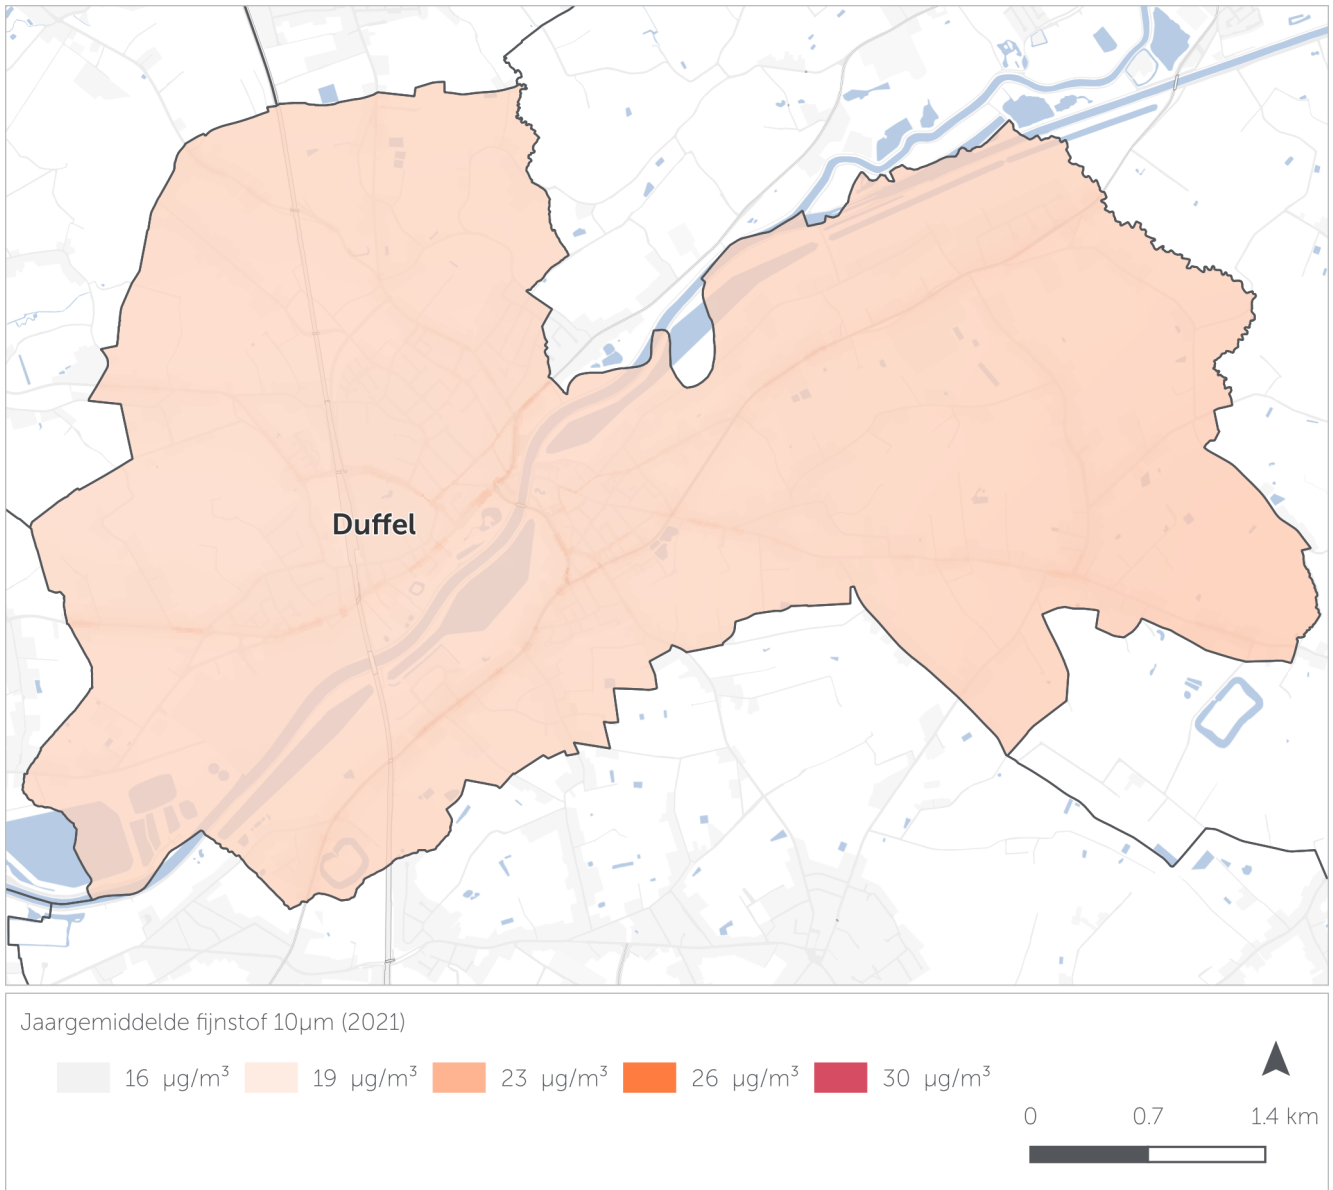 Duffel
Jaargemiddelde fijnstof 10µm (2021)
16 µg/m³ 19 µg/m³ 23 µg/m³ 26 µg/m³ 30 µg/m³
0 0.7 1.4 km